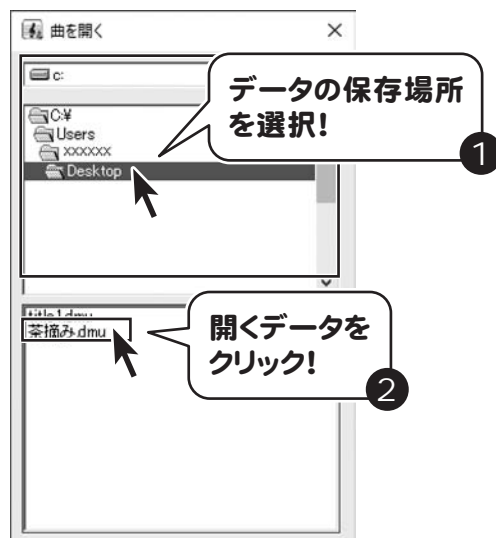 曲を開く
c:
データの保存場所
を選択!
1
C:¥
Users
xxxxxx
Desktop
title1.dmu
茶摘み.dmu
開くデータを
クリック!
2